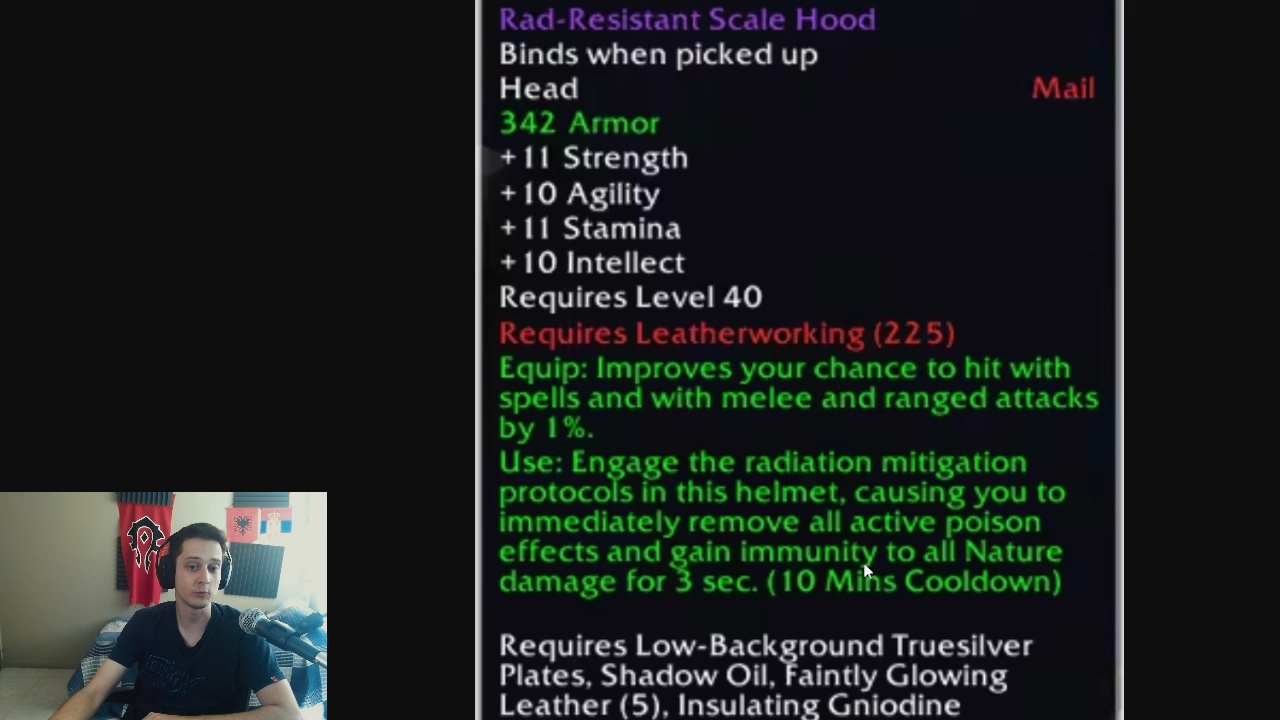 Rad-Resistant Scale Hood
Binds when picked up
Head Mail
342 Armor
+11 Strength
+10 Agility
+11 Stamina
+10 Intellect
Requires Level 40
Requires Leatherworking (225)
Equip: Improves your chance to hit with
spells and with melee and ranged attacks
by 1%.
Use: Engage the radiation mitigation
protocols in this helmet, causing you to
immediately remove all active poison
effects and gain immunity to all Nature
damage for 3 sec. (10 Mins Cooldown)
Requires Low-Background Truesilver
Plates, Shadow Oil, Faintly Glowing
Leather (5), Insulating Gniodine